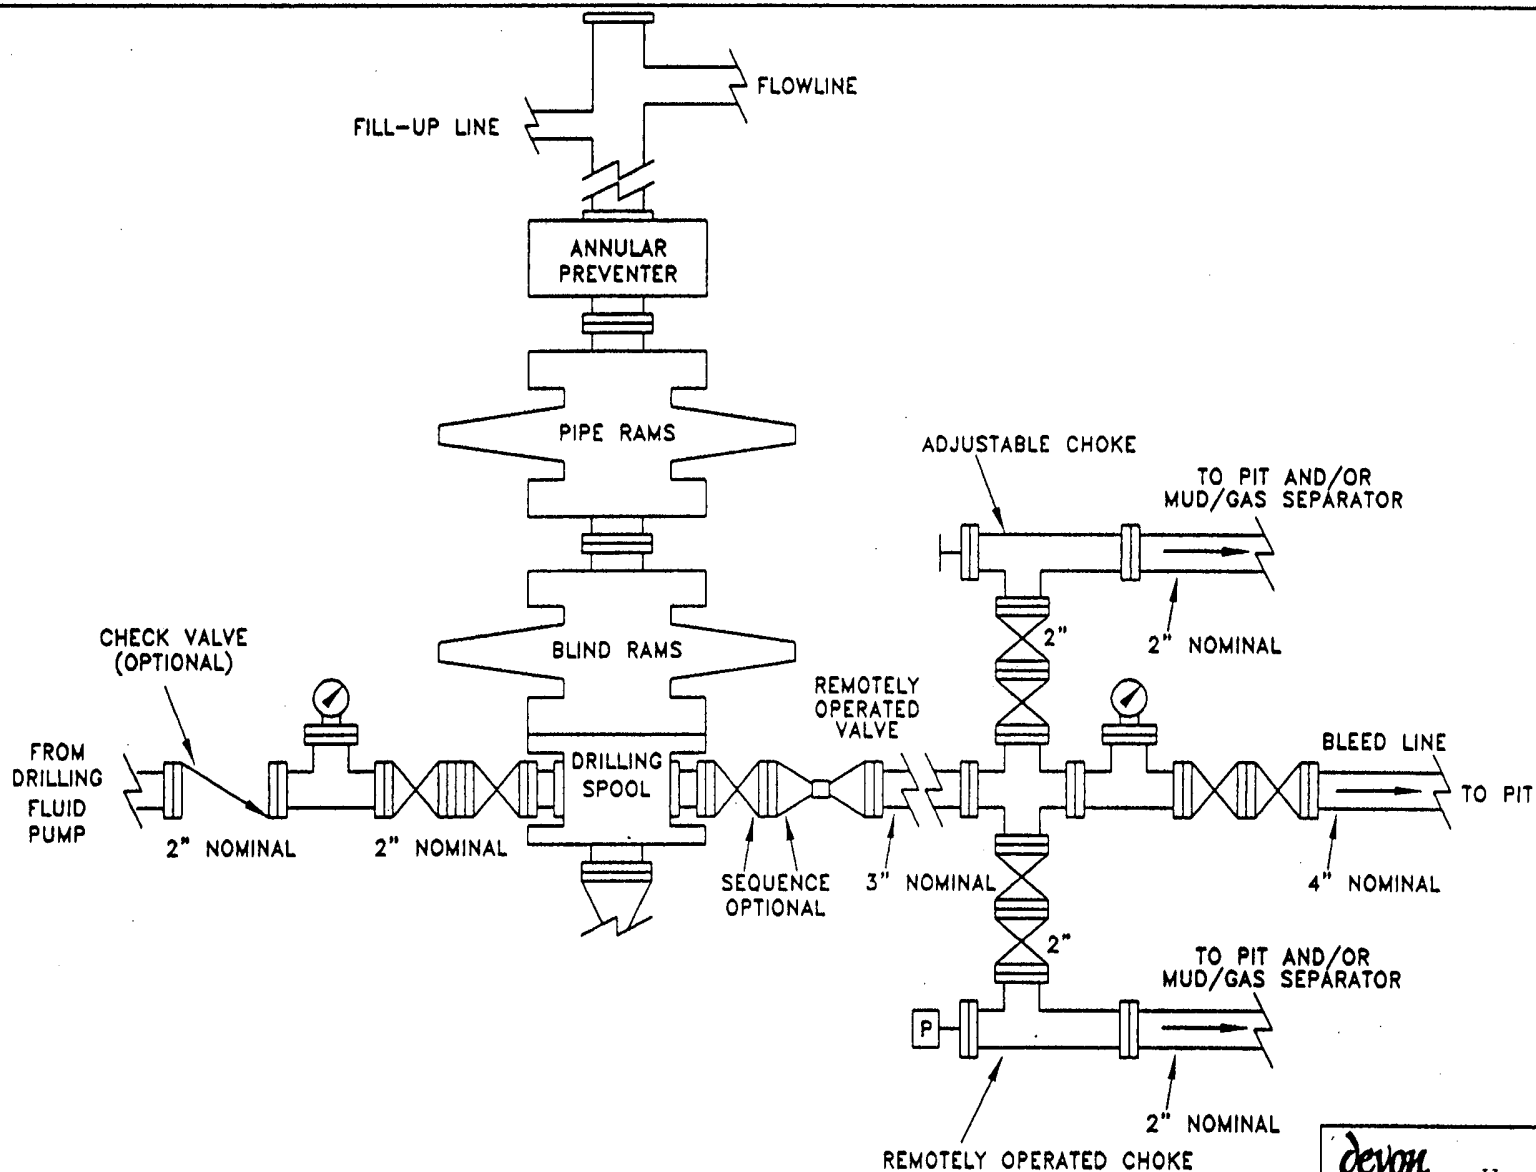 FLOWLINE
FILL-UP LINE
ANNULAR
PREVENTER
PIPE RAMS
ADJUSTABLE CHOKE
TO PIT AND/OR
MUD/GAS SEPARATOR
2"
2" NOMINAL
CHECK VALVE
(OPTIONAL)
BLIND RAMS
REMOTELY
OPERATED
VALVE
FROM
DRILLING
FLUID
PUMP
DRILLING
SPOOL
BLEED LINE
TO PIT
2" NOMINAL
2" NOMINAL
SEQUENCE
OPTIONAL
3" NOMINAL
4" NOMINAL
2"
TO PIT AND/OR
MUD/GAS SEPARATOR
P
2" NOMINAL
REMOTELY OPERATED CHOKE
devon